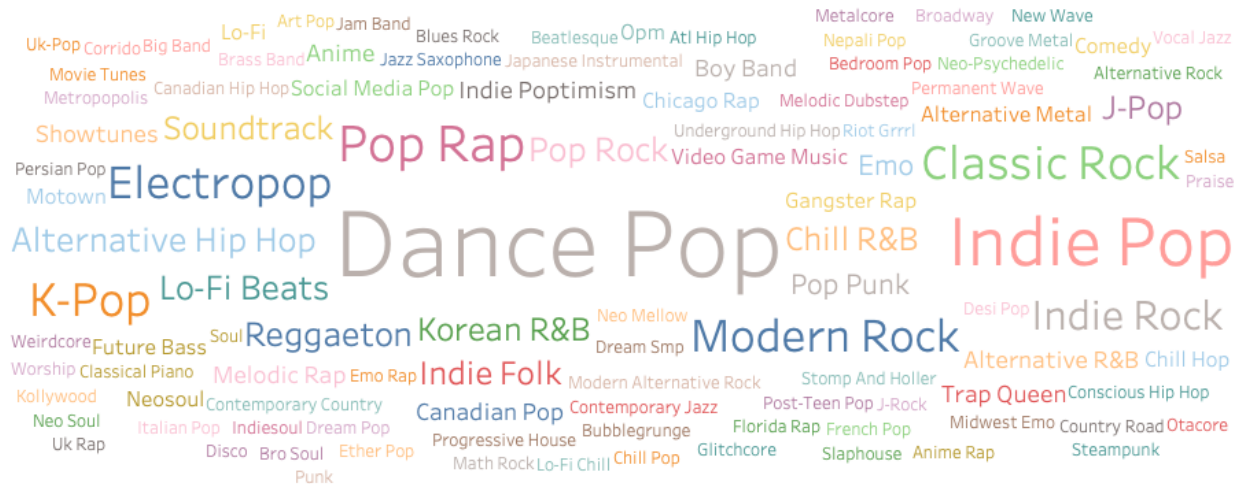 Metalcore Broadway New Wave
Art Pop Jam Band
Lo-Fi Blues Rock Beatlesque Opm Atl Hip Hop Nepali Pop Groove Metal Comedy Vocal Jazz
Uk-Pop Corrido Big Band
Brass Band Anime Jazz Saxophone Japanese Instrumental Boy Band Bedroom Pop Neo-Psychedelic
Movie Tunes Alternative Rock
Metropopolis Canadian Hip Hop Social Media Pop Indie Poptimism Chicago Rap Melodic Dubstep Permanent Wave
Alternative Metal J-Pop
Showtunes Soundtrack Pop Rap Pop Rock Underground Hip Hop Riot Grrrl
Video Game Music Emo Classic Rock Salsa
Persian Pop Electropop Praise
Motown Gangster Rap
Alternative Hip Hop Dance Pop Chill R&B Indie Pop
K-Pop Lo-Fi Beats Pop Punk
Desi Pop Indie Rock
Weirdcore Future Bass Soul Reggaeton Korean R&B Neo Mellow Modern Rock
Dream Smp
Worship Classical Piano Melodic Rap Emo Rap Indie Folk Modern Alternative Rock Stomp And Holler Alternative R&B Chill Hop
Kollywood Neosoul Contemporary Country Canadian Pop Contemporary Jazz Post-Teen Pop J-Rock Trap Queen Conscious Hip Hop
Neo Soul Italian Pop Indiesoul Dream Pop Bubblegrunge Florida Rap French Pop Midwest Emo Country Road Otacore
Uk Rap Disco Bro Soul Ether Pop Progressive House Glitchcore Slaphouse Anime Rap Steampunk
Math Rock Lo-Fi Chill Chill Pop
Punk